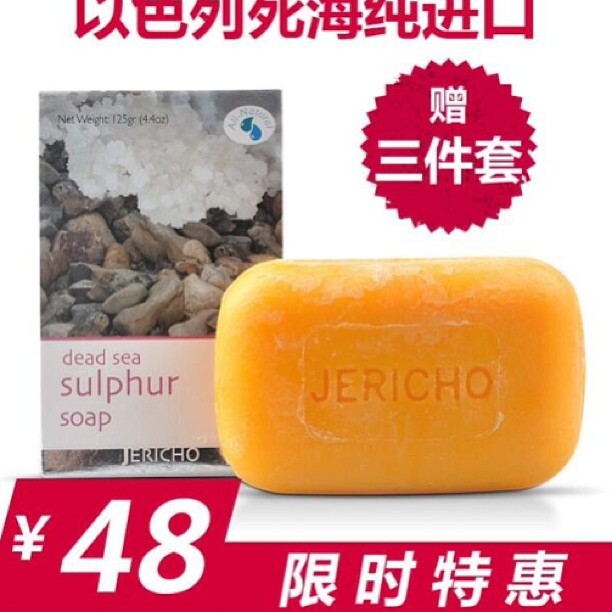 以色列死海纯进口
赠
三件套
Net Weight: 125gr (4.4oz)
All Natural
dead sea
sulphur
soap
JERICHO
JERICHO
¥48
限时特惠